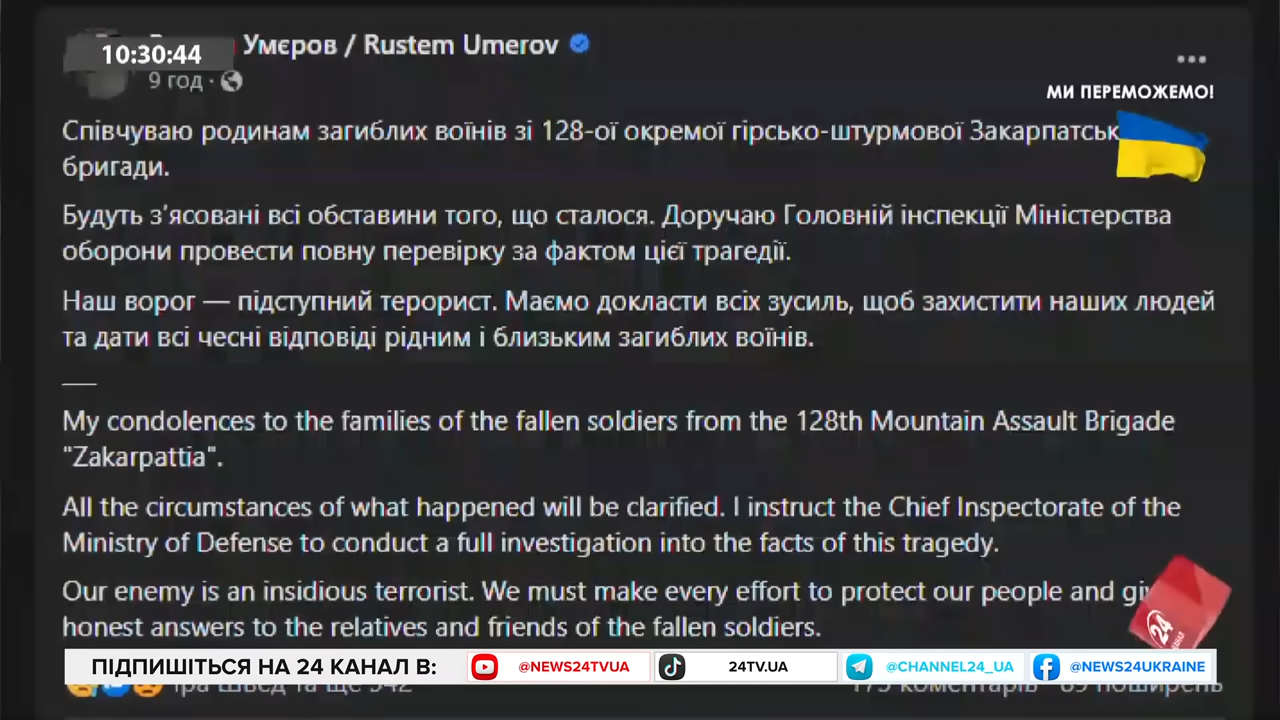 10:30:44
Умєров / Rustem Umerov
9 год ·
МИ ПЕРЕМОЖЕМО!
Співчуваю родинам загиблих воїнів зі 128-ої окремої гірсько-штурмової Закарпатськ
бригади.
Будуть з'ясовані всі обставини того, що сталося. Доручаю Головній інспекції Міністерства
оборони провести повну перевірку за фактом цієї трагедії.
Наш ворог — підступний терорист. Маємо докласти всіх зусиль, щоб захистити наших людей
та дати всі чесні відповіді рідним і близьким загиблих воїнів.
My condolences to the families of the fallen soldiers from the 128th Mountain Assault Brigade
"Zakarpattia".
All the circumstances of what happened will be clarified. I instruct the Chief Inspectorate of the
Ministry of Defense to conduct a full investigation into the facts of this tragedy.
Our enemy is an insidious terrorist. We must make every effort to protect our people and gi
honest answers to the relatives and friends of the fallen soldiers.
24
ПІДПИШІТЬСЯ НА 24 КАНАЛ В: @NEWS24TVUA 24TV.UA @CHANNEL24_UA @NEWS24UKRAINE